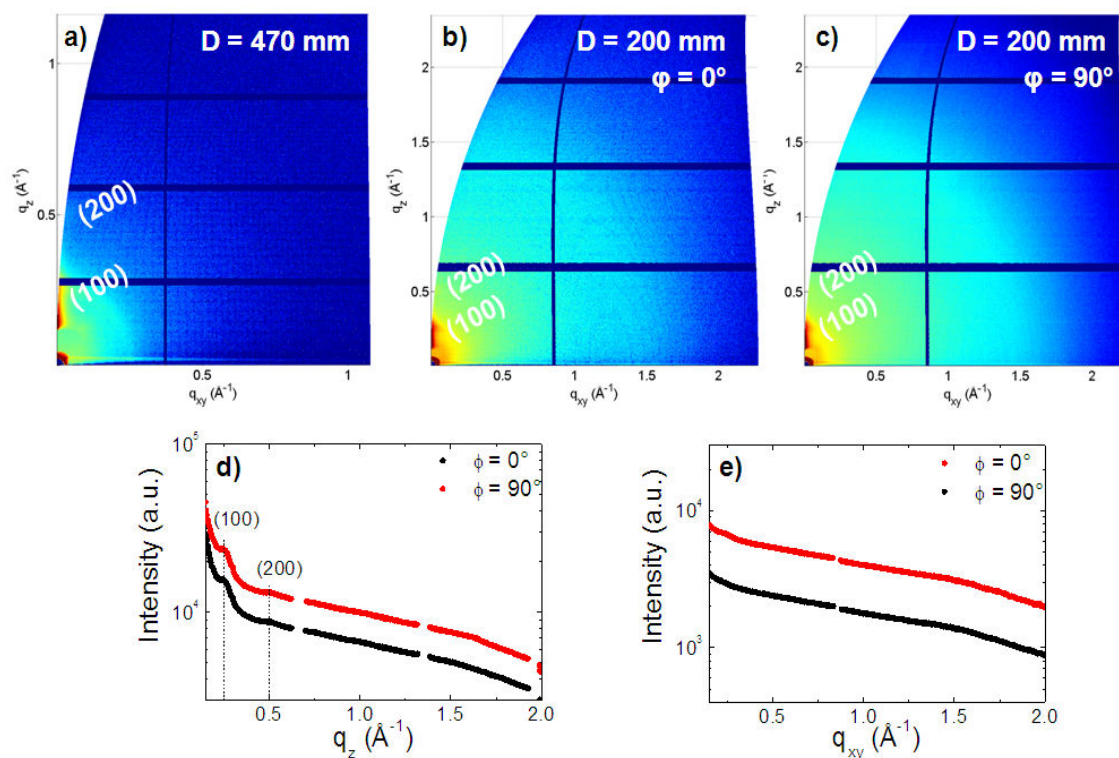 a) D = 470 mm
1
0.5
(200)
(100)
0.5
1
q_z (Å⁻¹)
q_xy (Å⁻¹)
b) D = 200 mm
φ = 0°
2
1.5
1
0.5
(200)
(100)
0.5
1
1.5
2
q_z (Å⁻¹)
q_xy (Å⁻¹)
c) D = 200 mm
φ = 90°
2
1.5
1
0.5
(200)
(100)
0.5
1
1.5
2
q_z (Å⁻¹)
q_xy (Å⁻¹)
d)
ϕ = 0°
ϕ = 90°
(100)
(200)
10⁵
10⁴
Intensity (a.u.)
0.5 1.0 1.5 2.0
q_z (Å⁻¹)
e)
ϕ = 0°
ϕ = 90°
10⁴
10³
Intensity (a.u.)
0.5 1.0 1.5 2.0
q_xy (Å⁻¹)